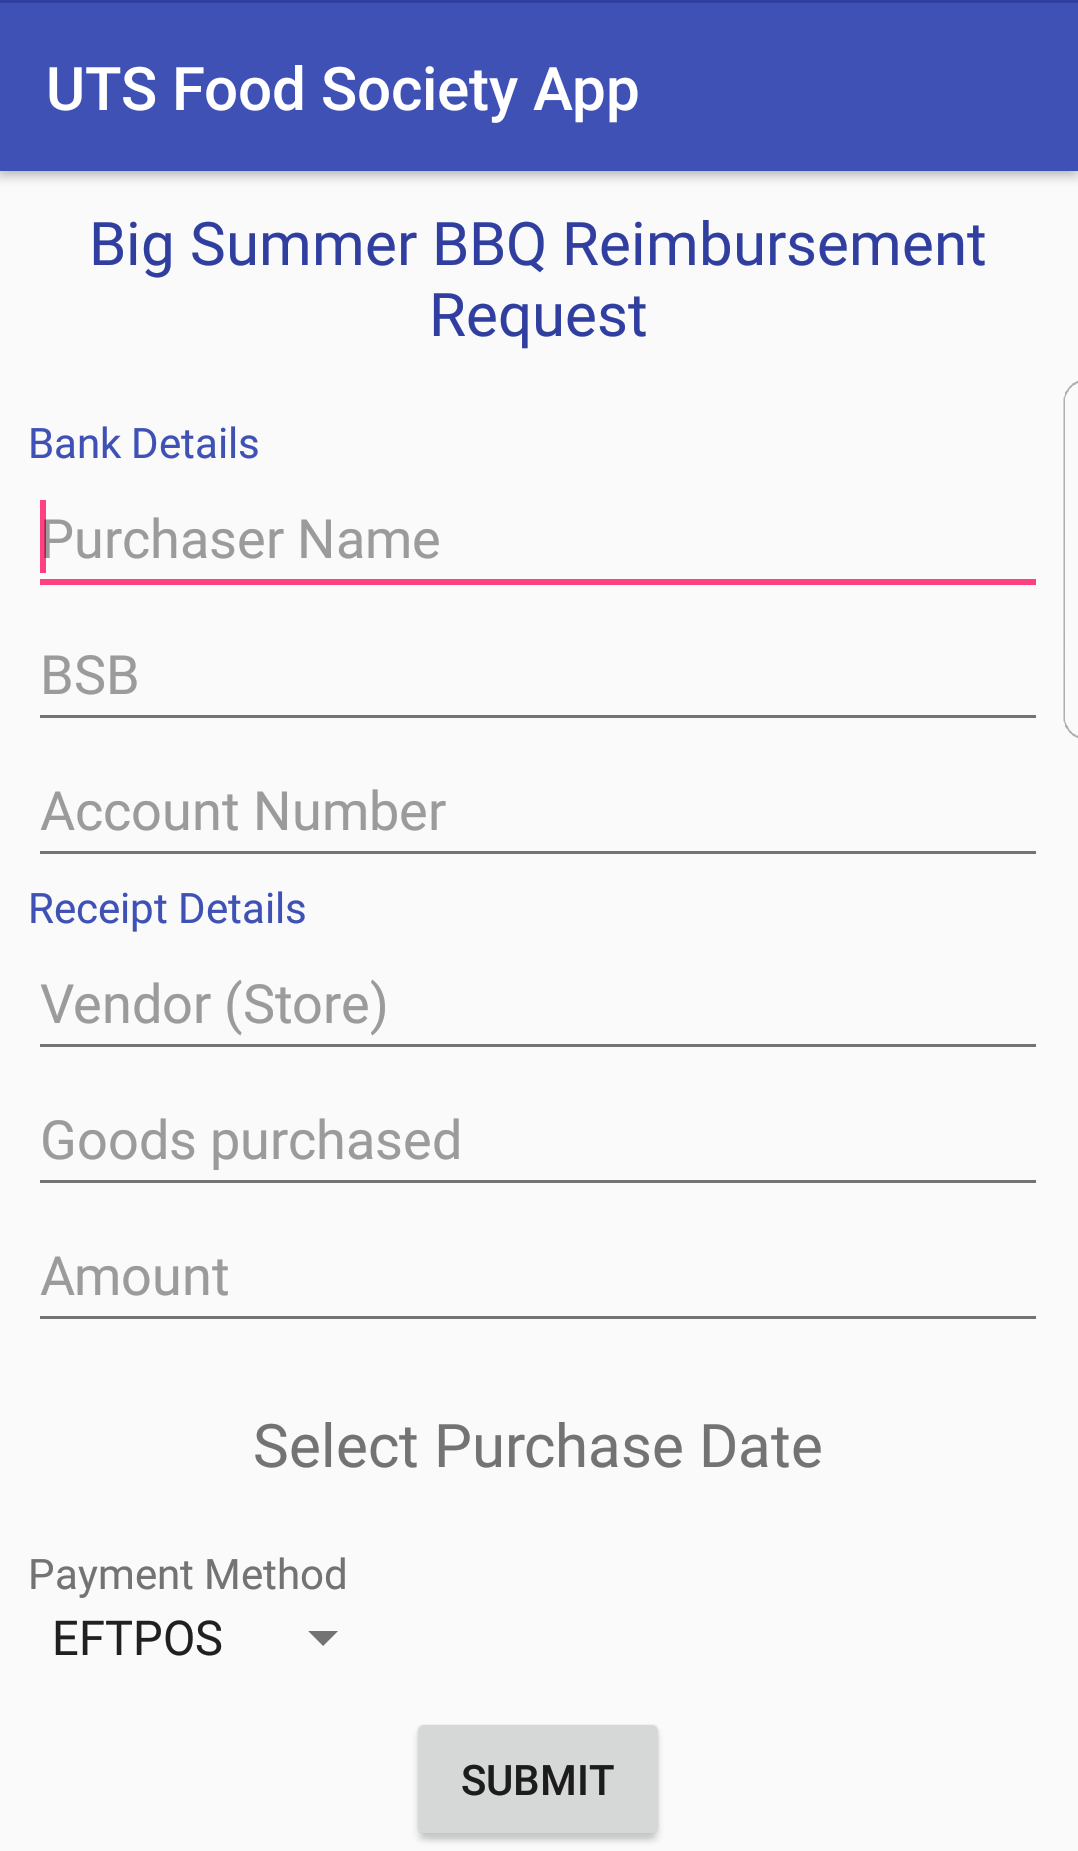 UTS Food Society App
Big Summer BBQ Reimbursement
Request
Bank Details
Purchaser Name
BSB
Account Number
Receipt Details
Vendor (Store)
Goods purchased
Amount
Select Purchase Date
Payment Method
EFTPOS
SUBMIT